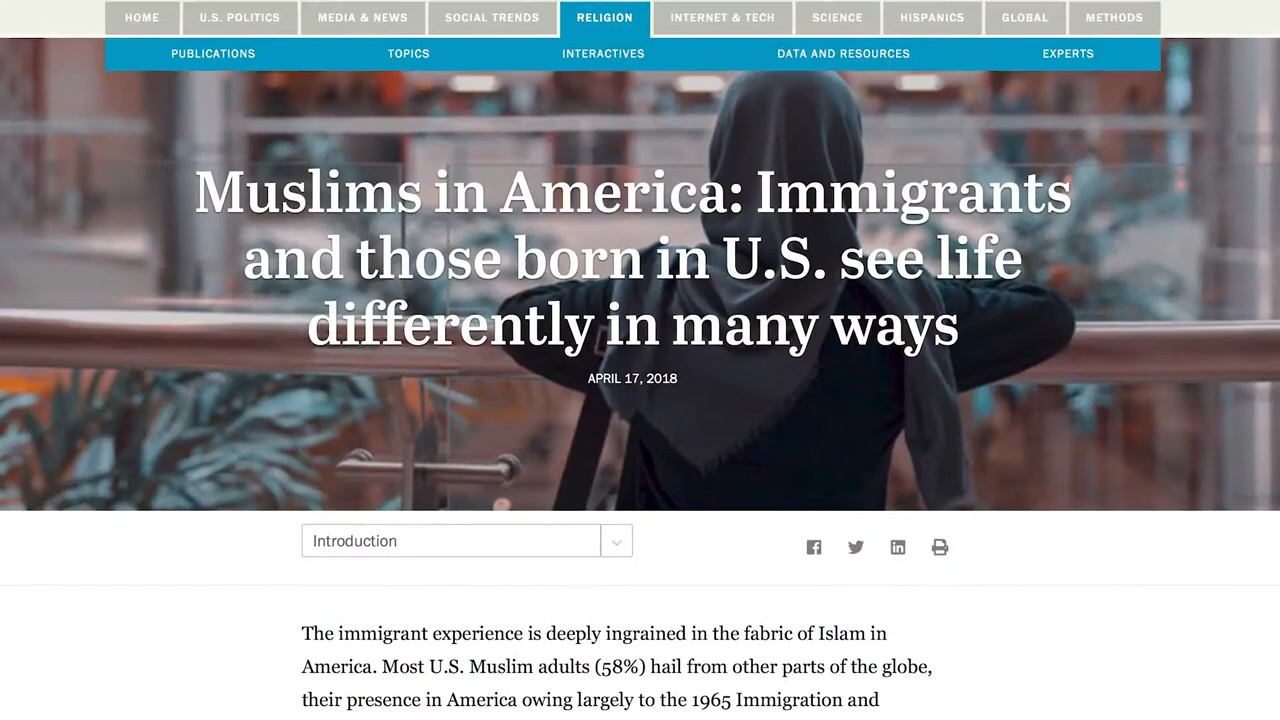 HOME U.S. POLITICS MEDIA & NEWS SOCIAL TRENDS RELIGION INTERNET & TECH SCIENCE HISPANICS GLOBAL METHODS
PUBLICATIONS TOPICS INTERACTIVES DATA AND RESOURCES EXPERTS
Muslims in America: Immigrants
and those born in U.S. see life
differently in many ways
APRIL 17, 2018
Introduction
The immigrant experience is deeply ingrained in the fabric of Islam in
America. Most U.S. Muslim adults (58%) hail from other parts of the globe,
their presence in America owing largely to the 1965 Immigration and